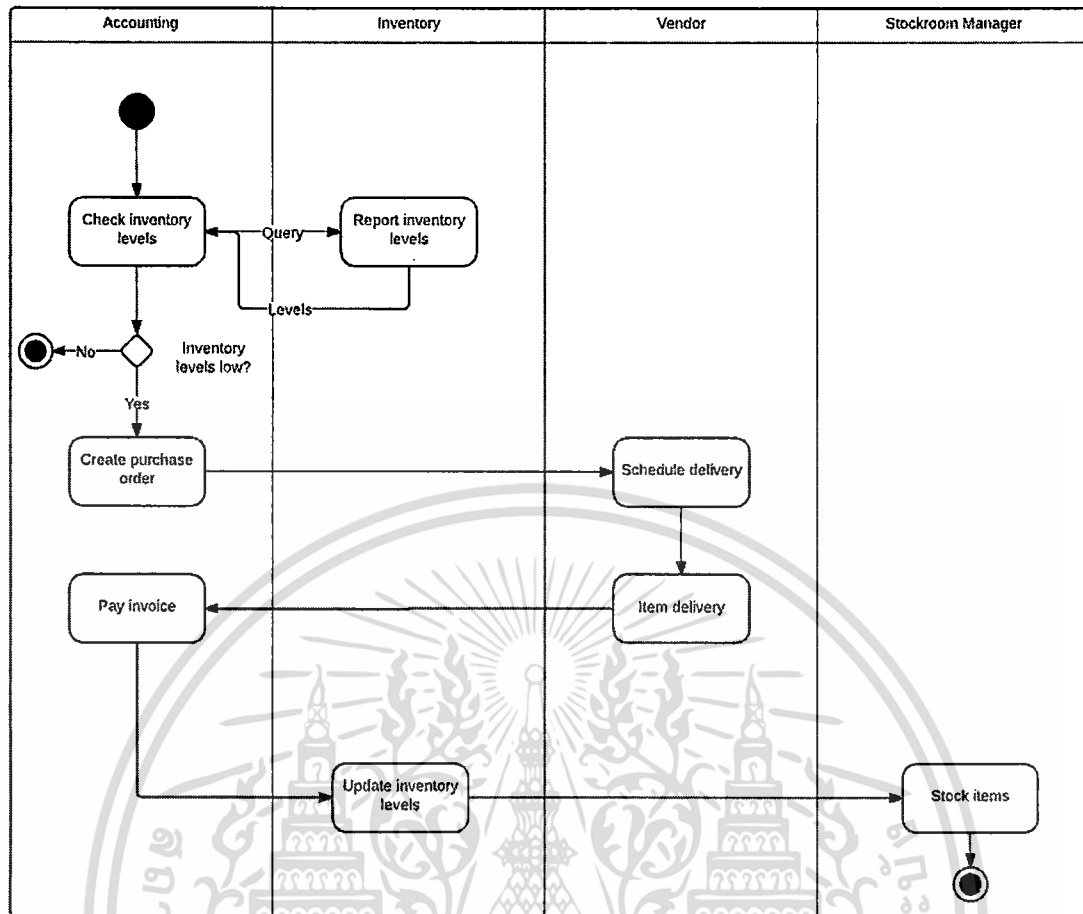 Accounting
Inventory
Vendor
Stockroom Manager
Check inventory
levels
Query
Report inventory
levels
Levels
No
Inventory
levels low?
Yes
Create purchase
order
Schedule delivery
Pay invoice
Item delivery
Update inventory
levels
Stock items